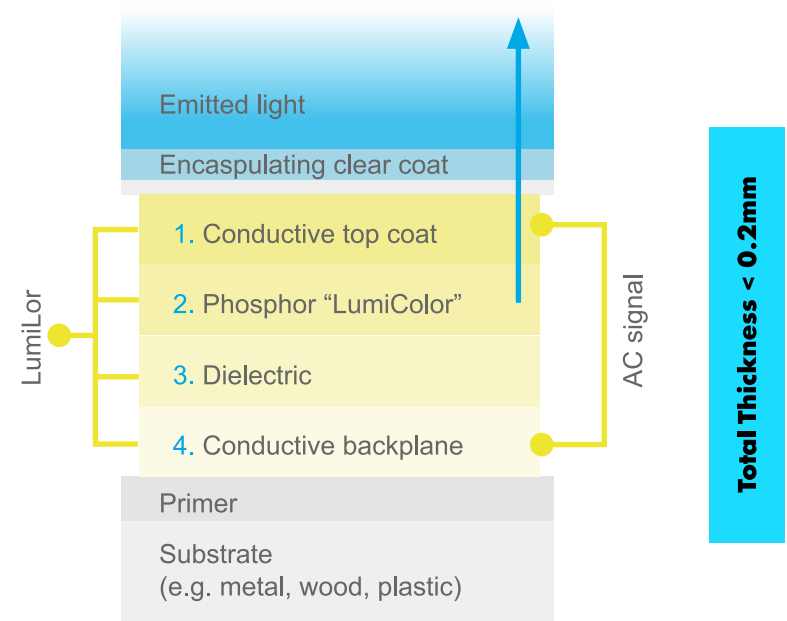 Emitted light
Encaspulating clear coat
1. Conductive top coat
2. Phosphor “LumiColor”
3. Dielectric
4. Conductive backplane
Primer
Substrate
(e.g. metal, wood, plastic)
LumiLor
AC signal
Total Thickness < 0.2mm